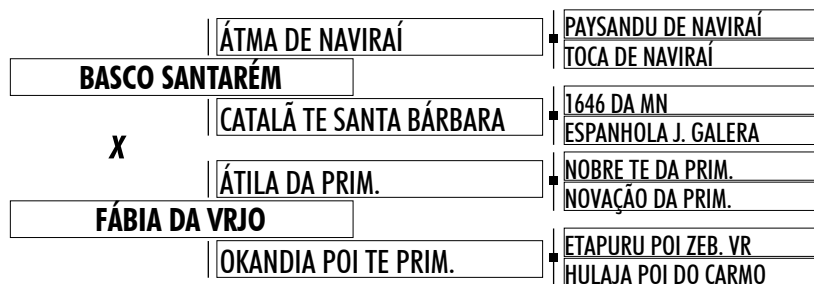 ÁTMA DE NAVIRAÍ
PAYSANDU DE NAVIRAÍ
TOCA DE NAVIRAÍ
BASCO SANTARÉM
CATALÃ TE SANTA BÁRBARA
1646 DA MN
ESPANHOLA J. GALERA
X
ÁTILA DA PRIM.
NOBRE TE DA PRIM.
NOVAÇÃO DA PRIM.
FÁBIA DA VRJO
OKANDIA POI TE PRIM.
ETAPURU POI ZEB. VR
HULAJA POI DO CARMO